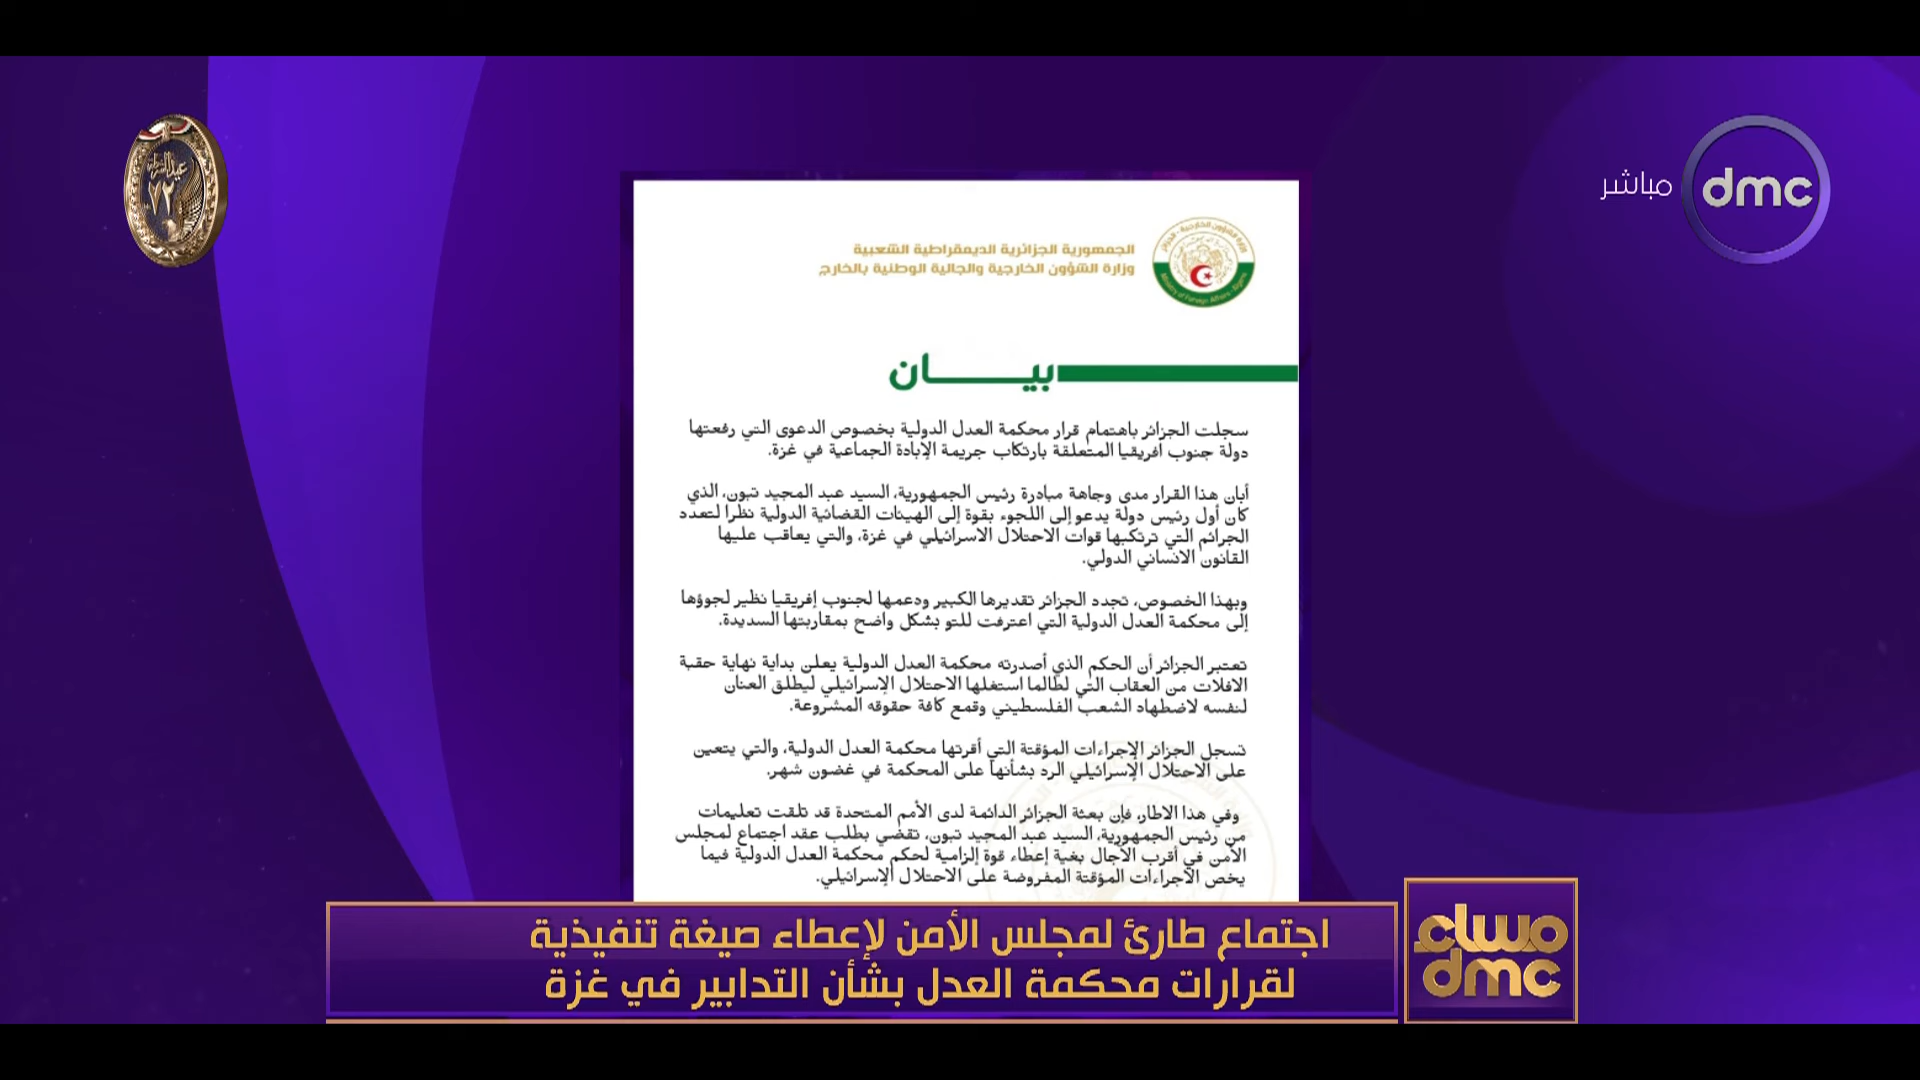 dmc
مباشر
عيد الشرطة
٧٢
الجمهورية الجزائرية الديمقراطية الشعبية
وزارة الشؤون الخارجية والجالية الوطنية بالخارج
Ministry of Foreign Affairs - Algeria
بيـــــــان
سجلت الجزائر باهتمام قرار محكمة العدل الدولية بخصوص الدعوى التي رفعتها
دولة جنوب افريقيا المتعلقة بارتكاب جريمة الإبادة الجماعية في غزة.
أبان هذا القرار مدى وجاهة مبادرة رئيس الجمهورية، السيد عبد المجيد تبون، الذي
كان أول رئيس دولة يدعو إلى اللجوء بقوة إلى الهيئات القضائية الدولية نظرا لتعدد
الجرائم التي ترتكبها قوات الاحتلال الاسرائيلي في غزة، والتي يعاقب عليها
القانون الانساني الدولي.
وبهذا الخصوص، تجدد الجزائر تقديرها الكبير ودعمها لجنوب إفريقيا نظير لجوؤها
إلى محكمة العدل الدولية التي اعترفت للتو بشكل واضح بمقاربتها السديدة.
تعتبر الجزائر أن الحكم الذي أصدرته محكمة العدل الدولية يعلن بداية نهاية حقبة
الافلات من العقاب التي لطالما استغلها الاحتلال الإسرائيلي ليطلق العنان
لنفسه لاضطهاد الشعب الفلسطيني وقمع كافة حقوقه المشروعة.
تسجل الجزائر الإجراءات المؤقتة التي أقرتها محكمة العدل الدولية، والتي يتعين
على الاحتلال الإسرائيلي الرد بشأنها على المحكمة في غضون شهر.
وفي هذا الاطار، فإن بعثة الجزائر الدائمة لدى الأمم المتحدة قد تلقت تعليمات
من رئيس الجمهورية، السيد عبد المجيد تبون، تقضي بطلب عقد اجتماع لمجلس
الأمن في أقرب الآجال بغية إعطاء قوة إلزامية لحكم محكمة العدل الدولية فيما
يخص الاجراءات المؤقتة المفروضة على الاحتلال الإسرائيلي.
اجتماع طارئ لمجلس الأمن لإعطاء صيغة تنفيذية
لقرارات محكمة العدل بشأن التدابير في غزة
مساء
dmc